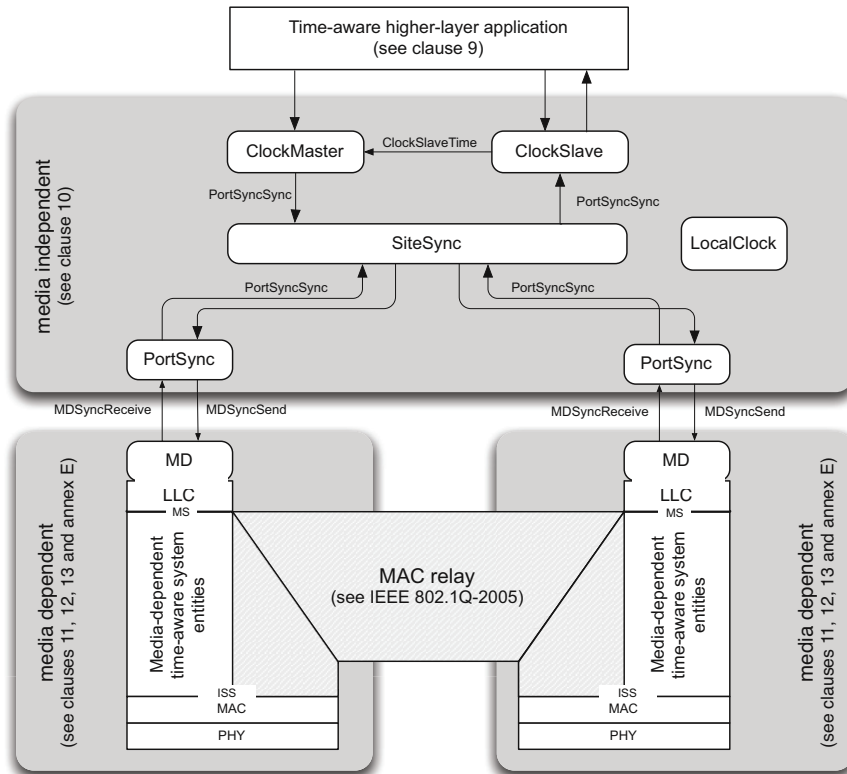 Time-aware higher-layer application
(see clause 9)
media independent
(see clause 10)
ClockMaster
ClockSlaveTime
ClockSlave
PortSyncSync
PortSyncSync
SiteSync
LocalClock
PortSyncSync
PortSyncSync
PortSync
PortSync
MDSyncReceive
MDSyncSend
MDSyncReceive
MDSyncSend
media dependent
(see clauses 11, 12, 13 and annex E)
MD
LLC
MS
Media-dependent
time-aware system
entities
ISS
MAC
PHY
MAC relay
(see IEEE 802.1Q-2005)
MD
LLC
MS
Media-dependent
time-aware system
entities
ISS
MAC
PHY
media dependent
(see clauses 11, 12, 13 and annex E)